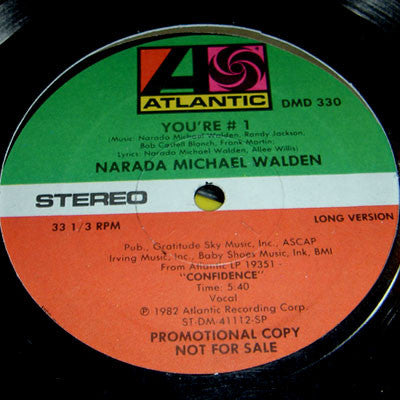 ATLANTIC
DMD 330
YOU'RE # 1
(Music: Narada Michael Walden, Randy Jackson,
Bob Castell Blanch, Frank Martin;
Lyrics: Narada Michael Walden, Allee Willis)
NARADA MICHAEL WALDEN
STEREO
33 1/3 RPM
LONG VERSION
Pub., Gratitude Sky Music, Inc., ASCAP
Irving Music, Inc., Baby Shoes Music, Ink, BMI
From Atlantic LP 19351 -
"CONFIDENCE"
Time: 5:40
Vocal
℗ 1982 Atlantic Recording Corp.
ST-DM-41112-SP
PROMOTIONAL COPY
NOT FOR SALE